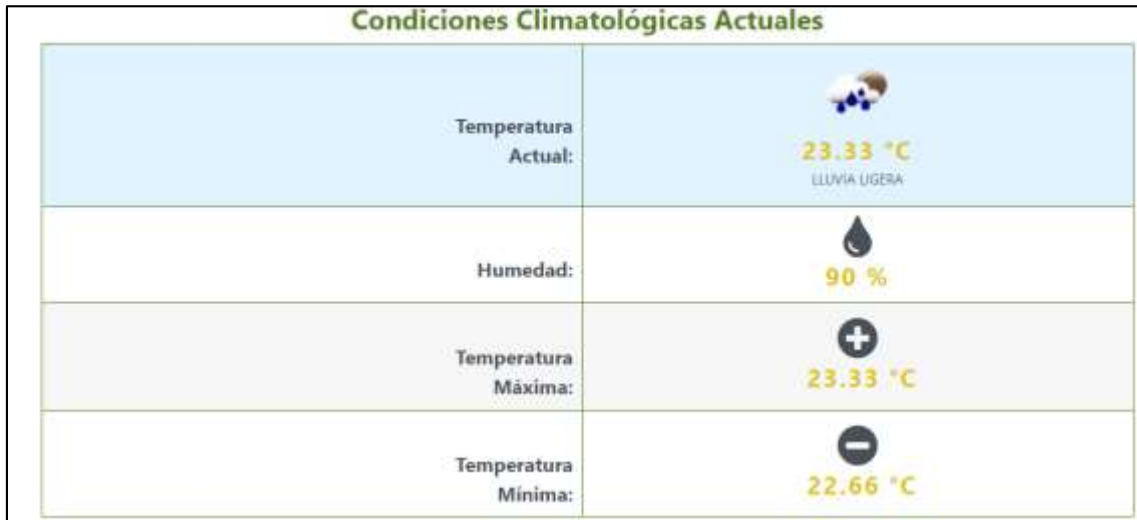 Condiciones Climatológicas Actuales
Temperatura
Actual:
23.33 °C
LLUVIA LIGERA
Humedad:
90 %
Temperatura
Máxima:
23.33 °C
Temperatura
Mínima:
22.66 °C